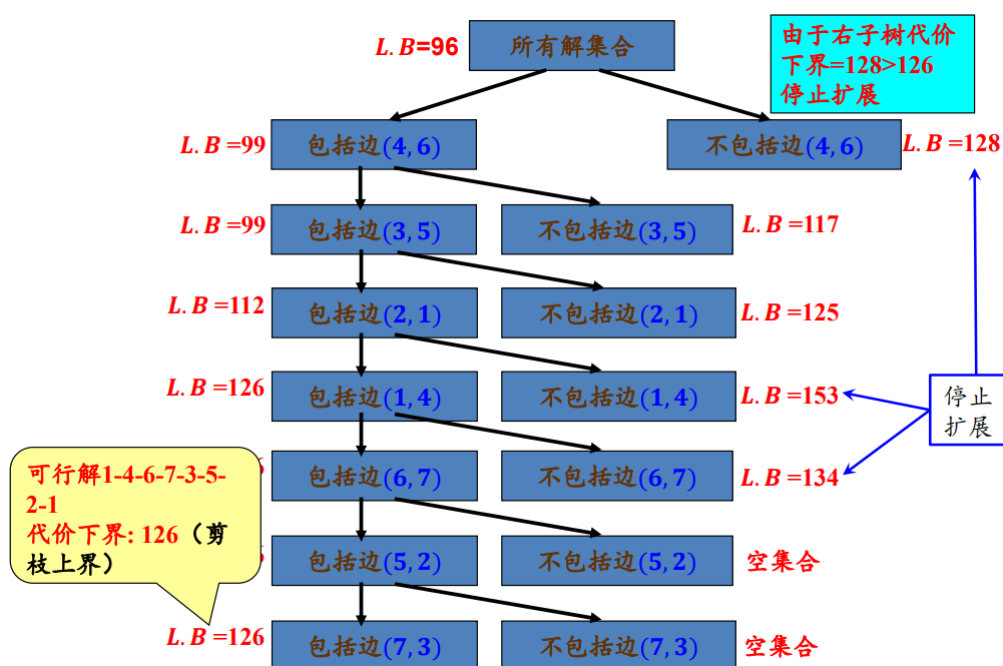 L.B=96
所有解集合
由于右子树代价
下界=128>126
停止扩展
L.B =99
包括边(4,6)
不包括边(4,6)
L.B =128
L.B =99
包括边(3,5)
不包括边(3,5)
L.B =117
L.B =112
包括边(2,1)
不包括边(2,1)
L.B =125
L.B =126
包括边(1,4)
不包括边(1,4)
L.B =153
停止
扩展
可行解1-4-6-7-3-5-
2-1
代价下界: 126（剪
枝上界）
包括边(6,7)
不包括边(6,7)
L.B =134
包括边(5,2)
不包括边(5,2)
空集合
L.B =126
包括边(7,3)
不包括边(7,3)
空集合